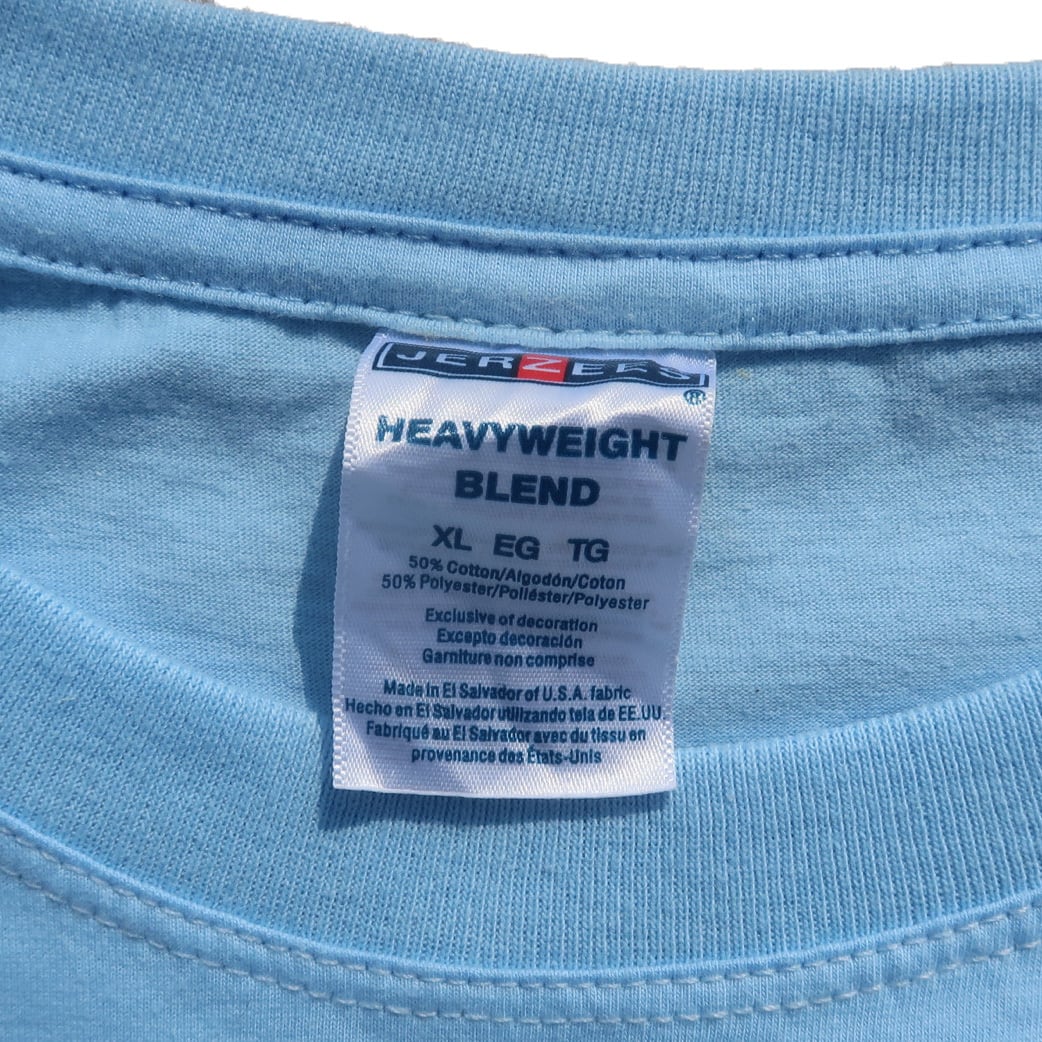 JERZEES
®
HEAVYWEIGHT
BLEND
XL EG TG
50% Cotton/Algodón/Coton
50% Polyester/Poliéster/Polyester
Exclusive of decoration
Excepto decoración
Garniture non comprise
Made in El Salvador of U.S.A. fabric
Hecho en El Salvador utilizando tela de EE.UU.
Fabriqué au El Salvador avec du tissu en
provenance des États-Unis